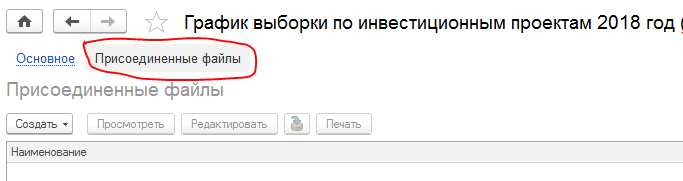 График выборки по инвестиционным проектам 2018 год (
Основное Присоединенные файлы
Присоединенные файлы
Создать Просмотреть Редактировать Печать
Наименование